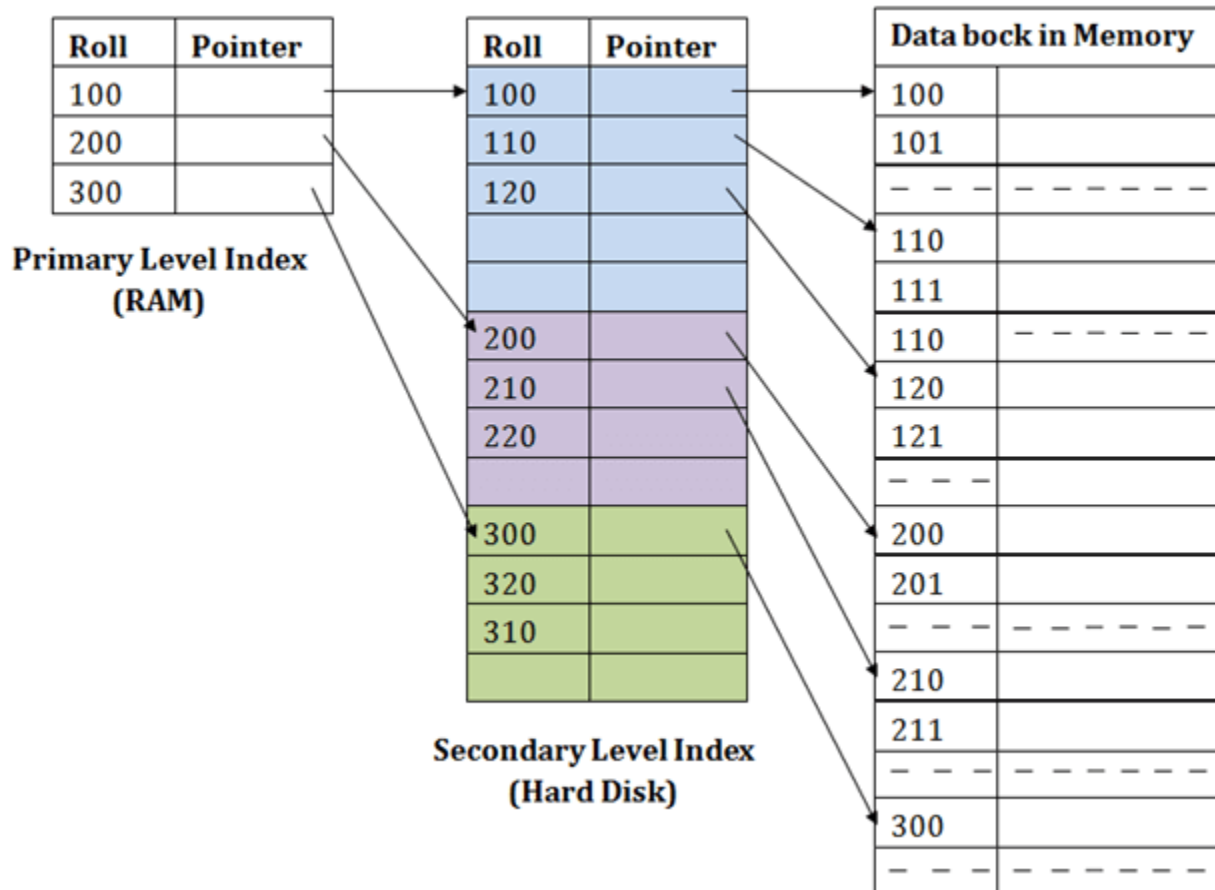 Roll Pointer
100
200
300
Primary Level Index
(RAM)
Roll Pointer
100
110
120
200
210
220
300
320
310
Secondary Level Index
(Hard Disk)
Data bock in Memory
100
101
_ _ _ _ _ _ _ _ _
110
111
110 _ _ _ _ _ _
120
121
_ _ _
200
201
_ _ _ _ _ _ _ _ _
210
211
_ _ _ _ _ _ _ _ _
300
_ _ _ _ _ _ _ _ _